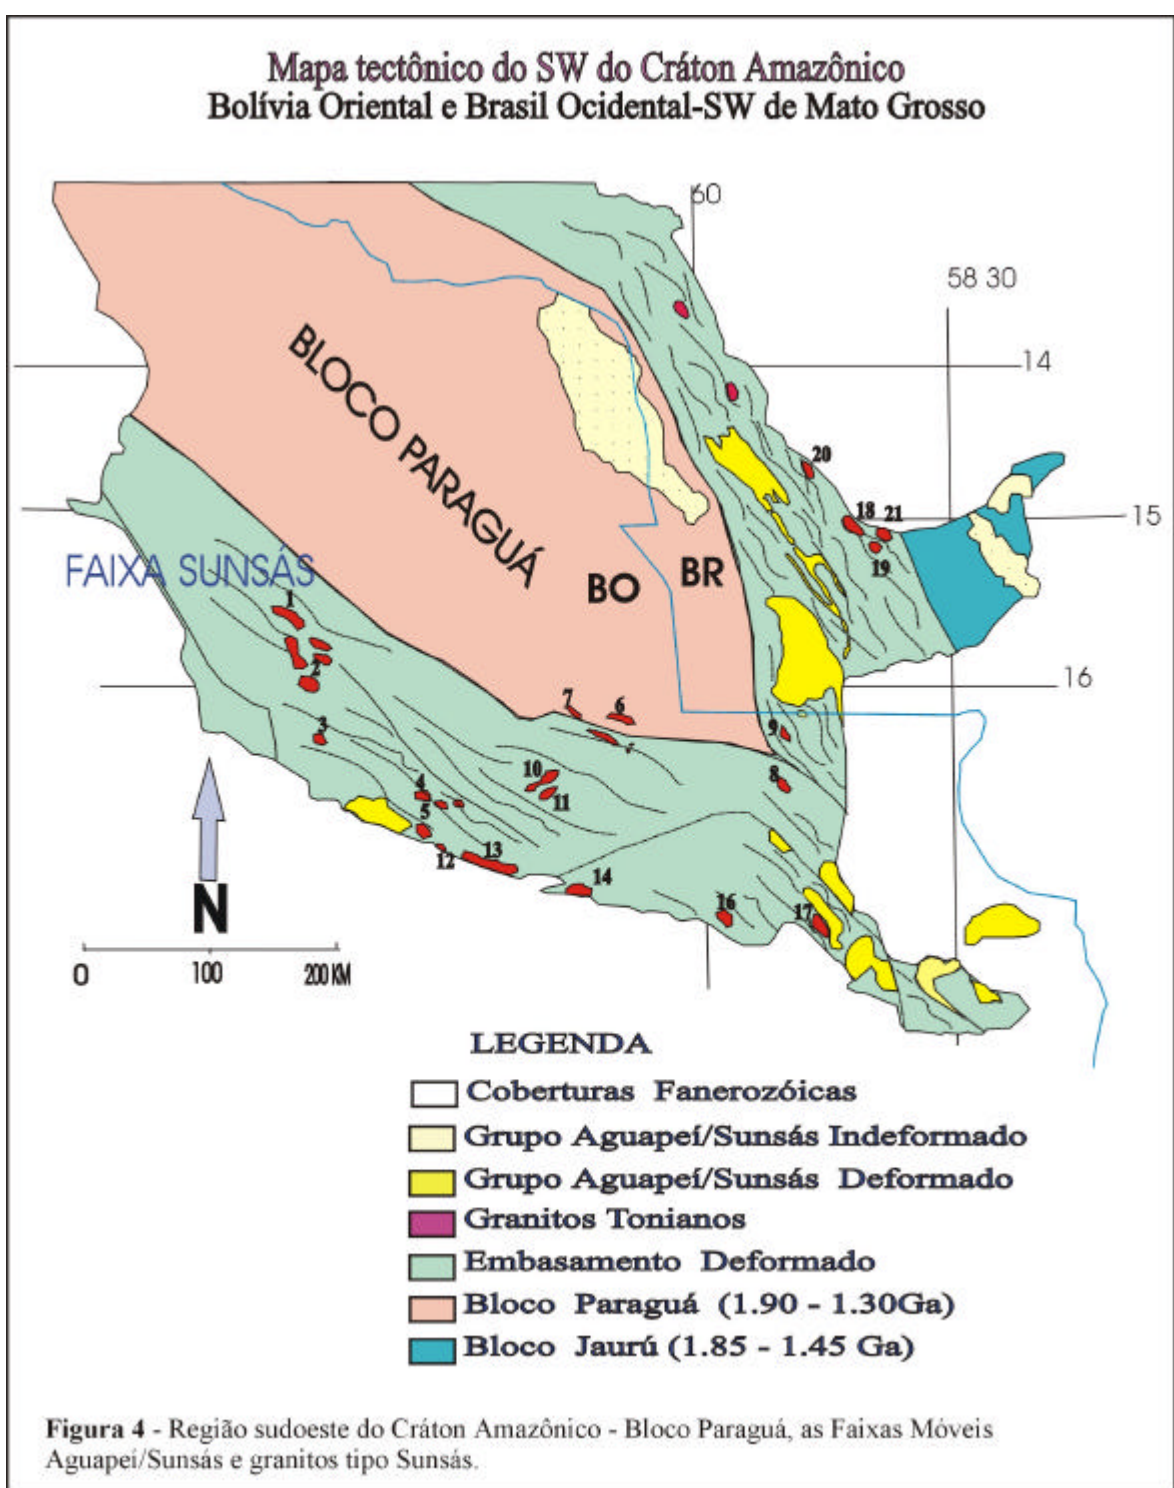 Mapa tectônico do SW do Cráton Amazônico
Bolívia Oriental e Brasil Ocidental-SW de Mato Grosso
60
58 30
14
BLOCO PARAGUÁ
20
18
21
15
19
FAIXA SUNSÁS
BO
BR
1
2
16
7
6
3
9
10
8
4
11
5
12
13
14
16
17
N
0
100
200 KM
LEGENDA
Coberturas Fanerozóicas
Grupo Aguapeí/Sunsás Indeformado
Grupo Aguapeí/Sunsás Deformado
Granitos Tonianos
Embasamento Deformado
Bloco Paraguá (1.90 - 1.30Ga)
Bloco Jaurú (1.85 - 1.45 Ga)
Figura 4 - Região sudoeste do Cráton Amazônico - Bloco Paraguá, as Faixas Móveis
Aguapeí/Sunsás e granitos tipo Sunsás.